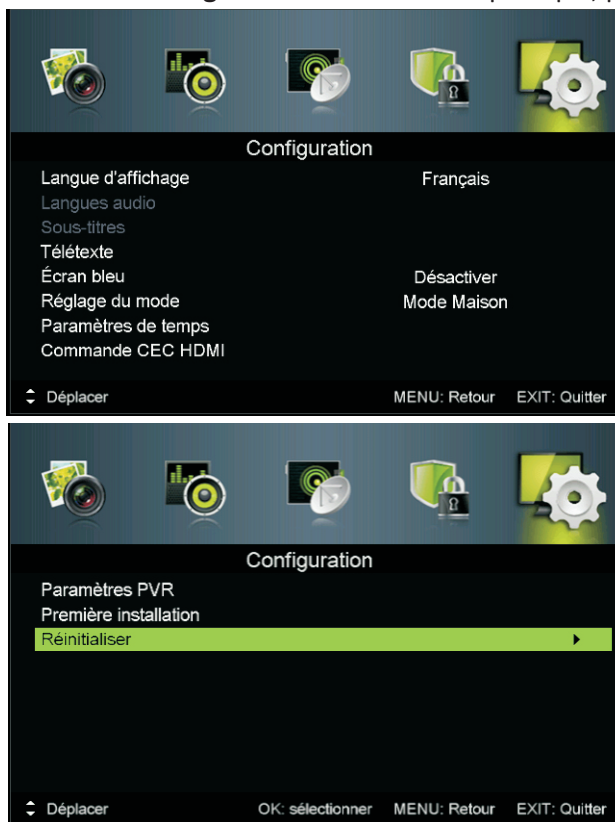 Configuration
Langue d'affichage Français
Langues audio
Sous-titres
Télétexte
Écran bleu Désactiver
Réglage du mode Mode Maison
Paramètres de temps
Commande CEC HDMI
Déplacer MENU: Retour EXIT: Quitter
Configuration
Paramètres PVR
Première installation
Réinitialiser
Déplacer OK: sélectionner MENU: Retour EXIT: Quitter